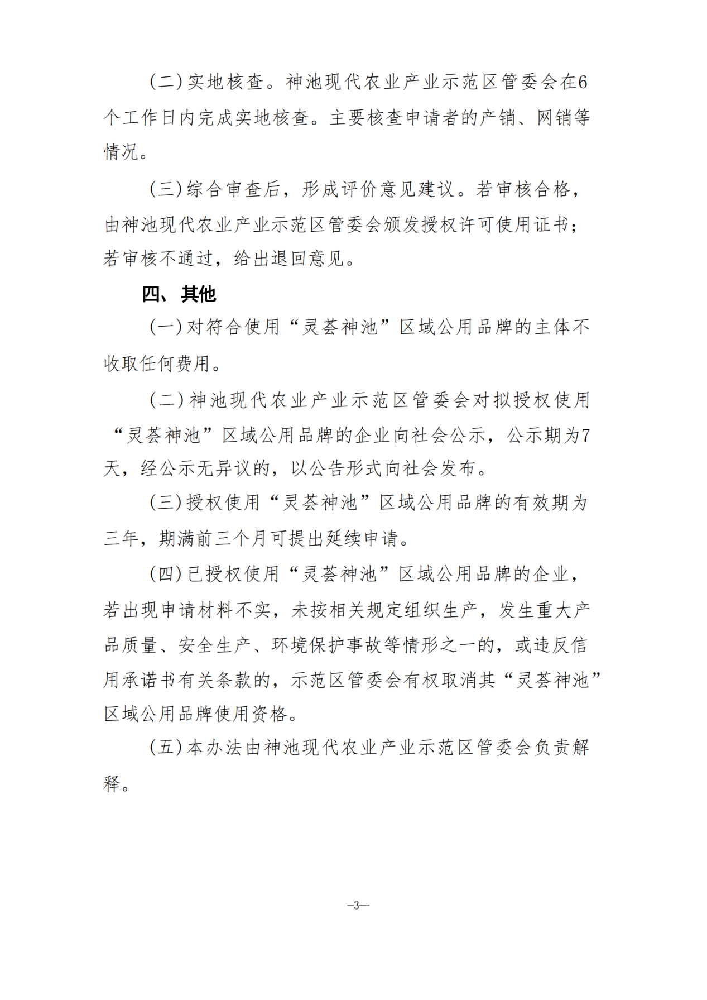 (二)实地核查。神池现代农业产业示范区管委会在6
个工作日内完成实地核查。主要核查申请者的产销、网销等
情况。
(三)综合审查后，形成评价意见建议。若审核合格，
由神池现代农业产业示范区管委会颁发授权许可使用证书；
若审核不通过，给出退回意见。
四、 其他
(一)对符合使用“灵荟神池”区域公用品牌的主体不
收取任何费用。
(二)神池现代农业产业示范区管委会对拟授权使用
“灵荟神池”区域公用品牌的企业向社会公示，公示期为7
天，经公示无异议的，以公告形式向社会发布。
(三)授权使用“灵荟神池”区域公用品牌的有效期为
三年，期满前三个月可提出延续申请。
(四)已授权使用“灵荟神池”区域公用品牌的企业，
若出现申请材料不实，未按相关规定组织生产，发生重大产
品质量、安全生产、环境保护事故等情形之一的，或违反信
用承诺书有关条款的，示范区管委会有权取消其“灵荟神池”
区域公用品牌使用资格。
(五)本办法由神池现代农业产业示范区管委会负责解
释。
—3—